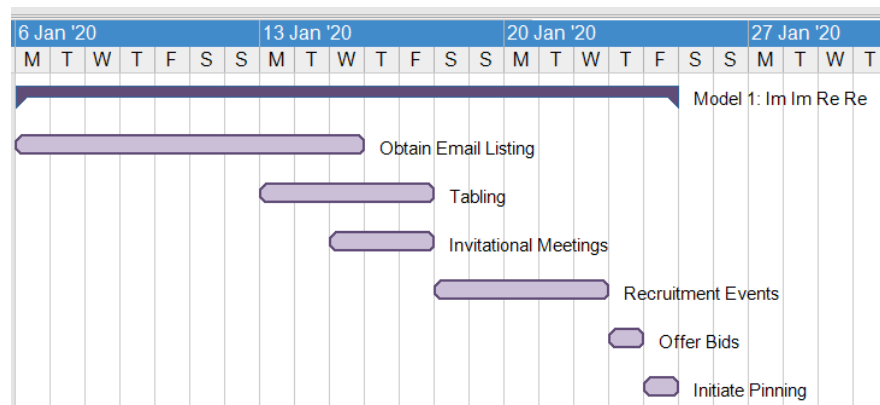 6 Jan '20 13 Jan '20 20 Jan '20 27 Jan '20
M T W T F S S M T W T F S S M T W T F S S M T W T
Model 1: Im Im Re Re
Obtain Email Listing
Tabling
Invitational Meetings
Recruitment Events
Offer Bids
Initiate Pinning